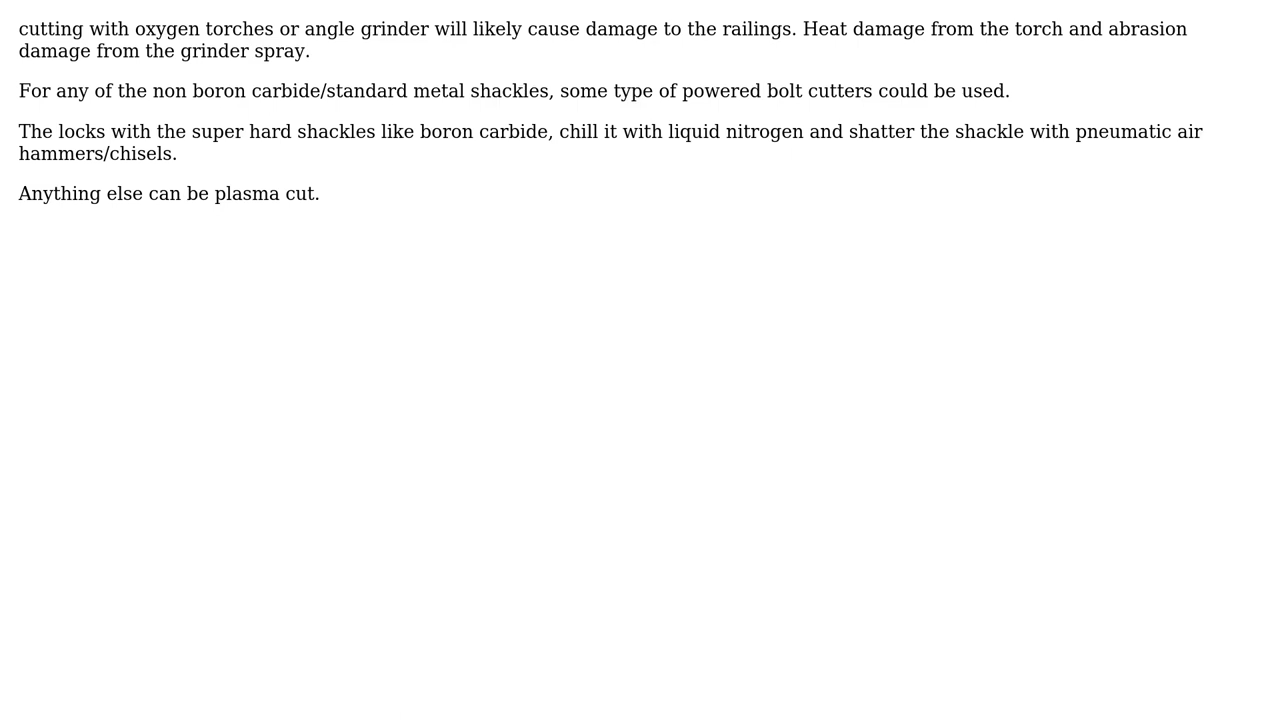 cutting with oxygen torches or angle grinder will likely cause damage to the railings. Heat damage from the torch and abrasion
damage from the grinder spray.
For any of the non boron carbide/standard metal shackles, some type of powered bolt cutters could be used.
The locks with the super hard shackles like boron carbide, chill it with liquid nitrogen and shatter the shackle with pneumatic air
hammers/chisels.
Anything else can be plasma cut.